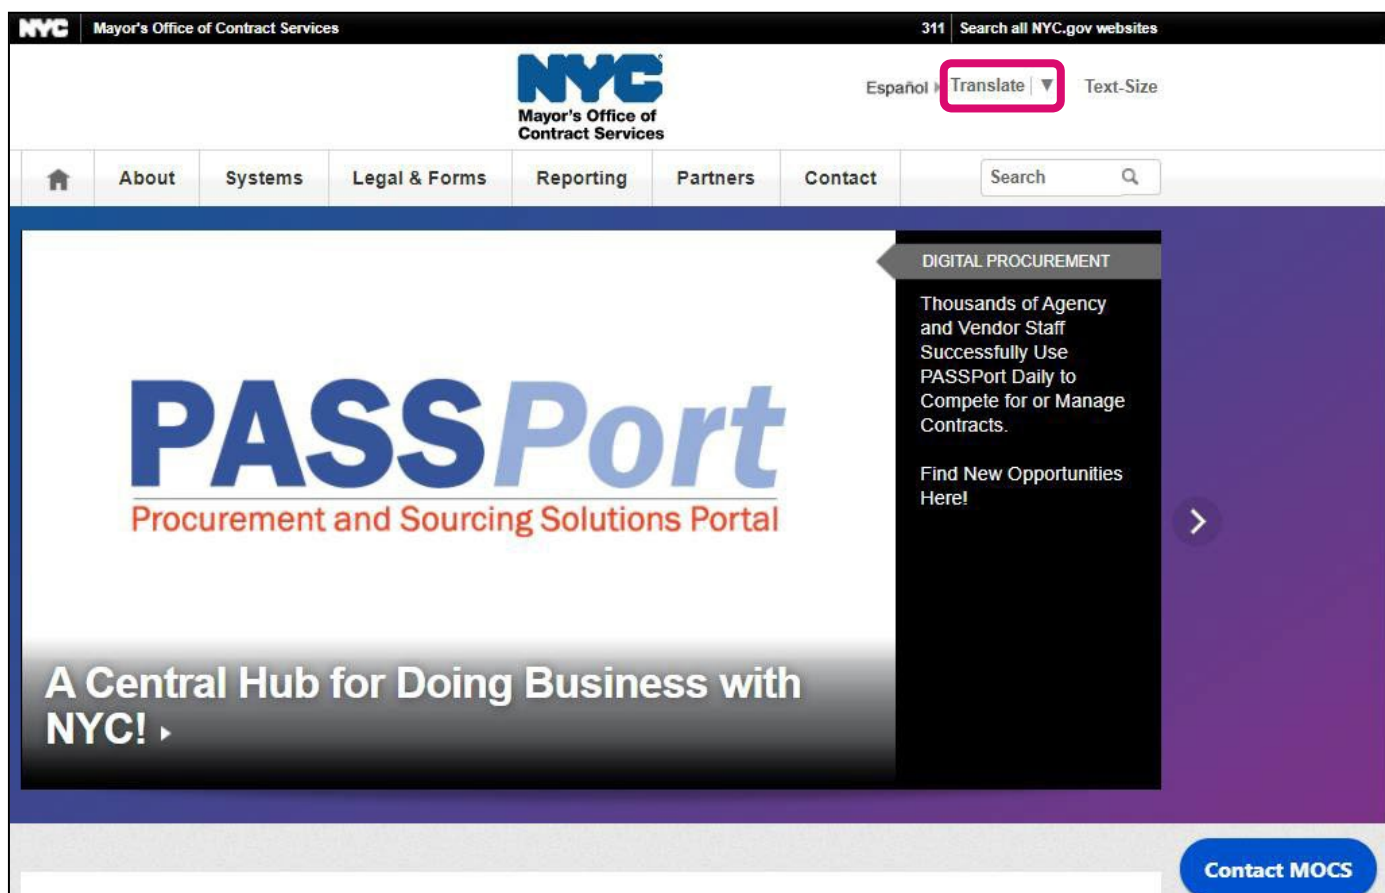 NYC Mayor's Office of Contract Services 311 Search all NYC.gov websites
NYC
Mayor's Office of
Contract Services
Español Translate ▼ Text-Size
About Systems Legal & Forms Reporting Partners Contact Search
DIGITAL PROCUREMENT
Thousands of Agency
and Vendor Staff
Successfully Use
PASSPort Daily to
Compete for or Manage
Contracts.
Find New Opportunities
Here!
PASSPort
Procurement and Sourcing Solutions Portal
A Central Hub for Doing Business with
NYC!
Contact MOCS